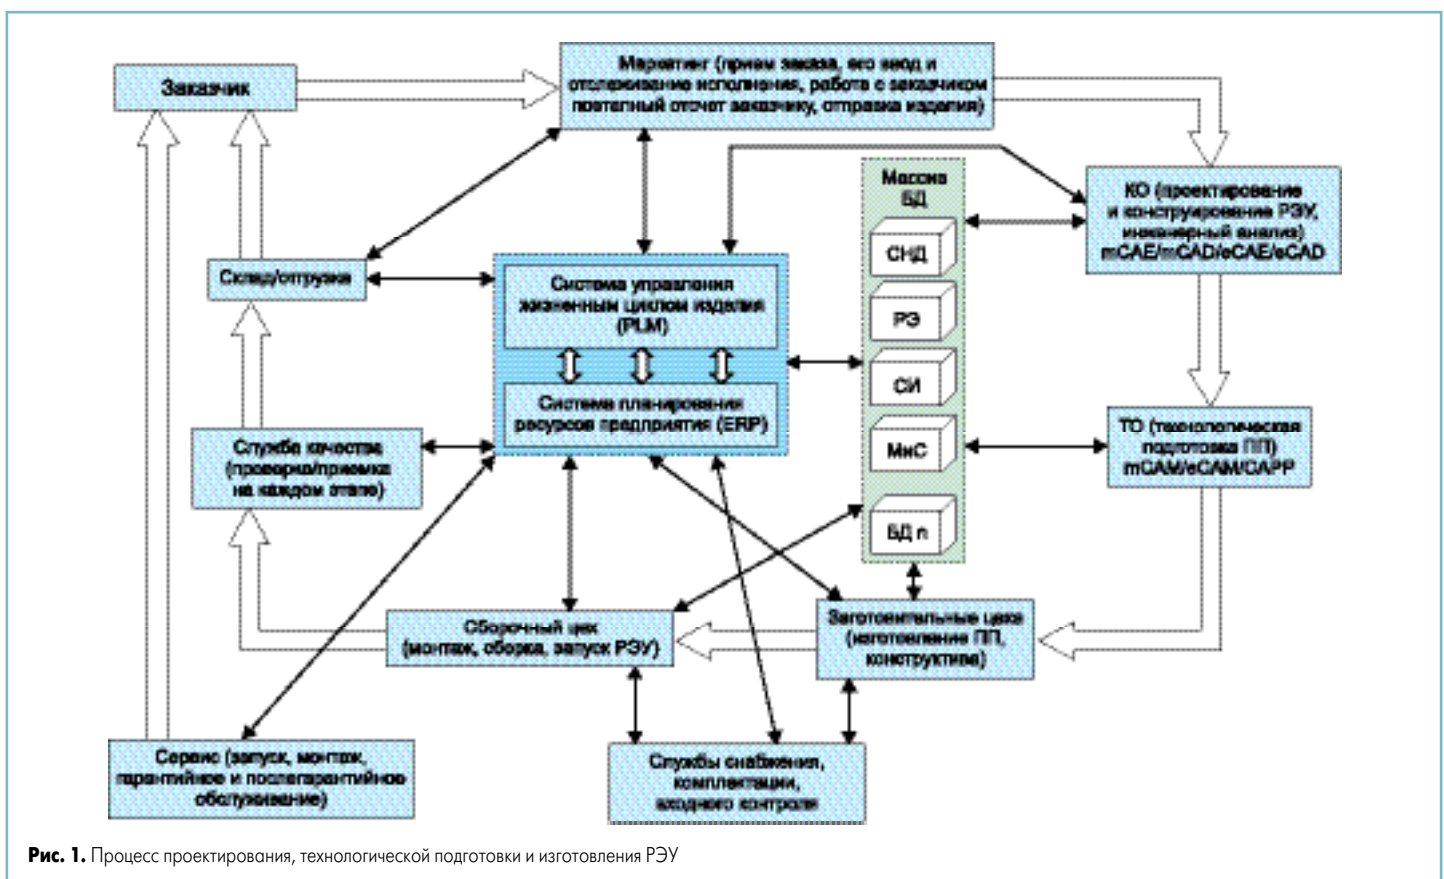 Заказчик
Маркетинг (прием заказа, его ввод и
отслеживание исполнения, работа с заказчиком
поэтапный отсчет заказчику, отправка изделия)
Массив
БД
КО (проектирование
и конструирование РЭУ,
инженерный анализ)
mCAE/mCAD/eCAE/eCAD
СНД
Склад/отгрузка
Система управления
жизненным циклом изделия
(PLM)
РЭ
СИ
Система планирования
ресурсов предприятия (ERP)
ТО (технологическая
подготовка ПП)
mCAM/eCAM/CAPP
Служба качества
(проверка/приемка
на каждом этапе)
МиС
БД n
Сборочный цех
(монтаж, сборка, запуск РЭУ)
Заготовительные цеха
(изготовление ПП,
конструктива)
Сервис (запуск, монтаж,
гарантийное и послегарантийное
обслуживание)
Службы снабжения,
комплектации,
входного контроля
Рис. 1. Процесс проектирования, технологической подготовки и изготовления РЭУ